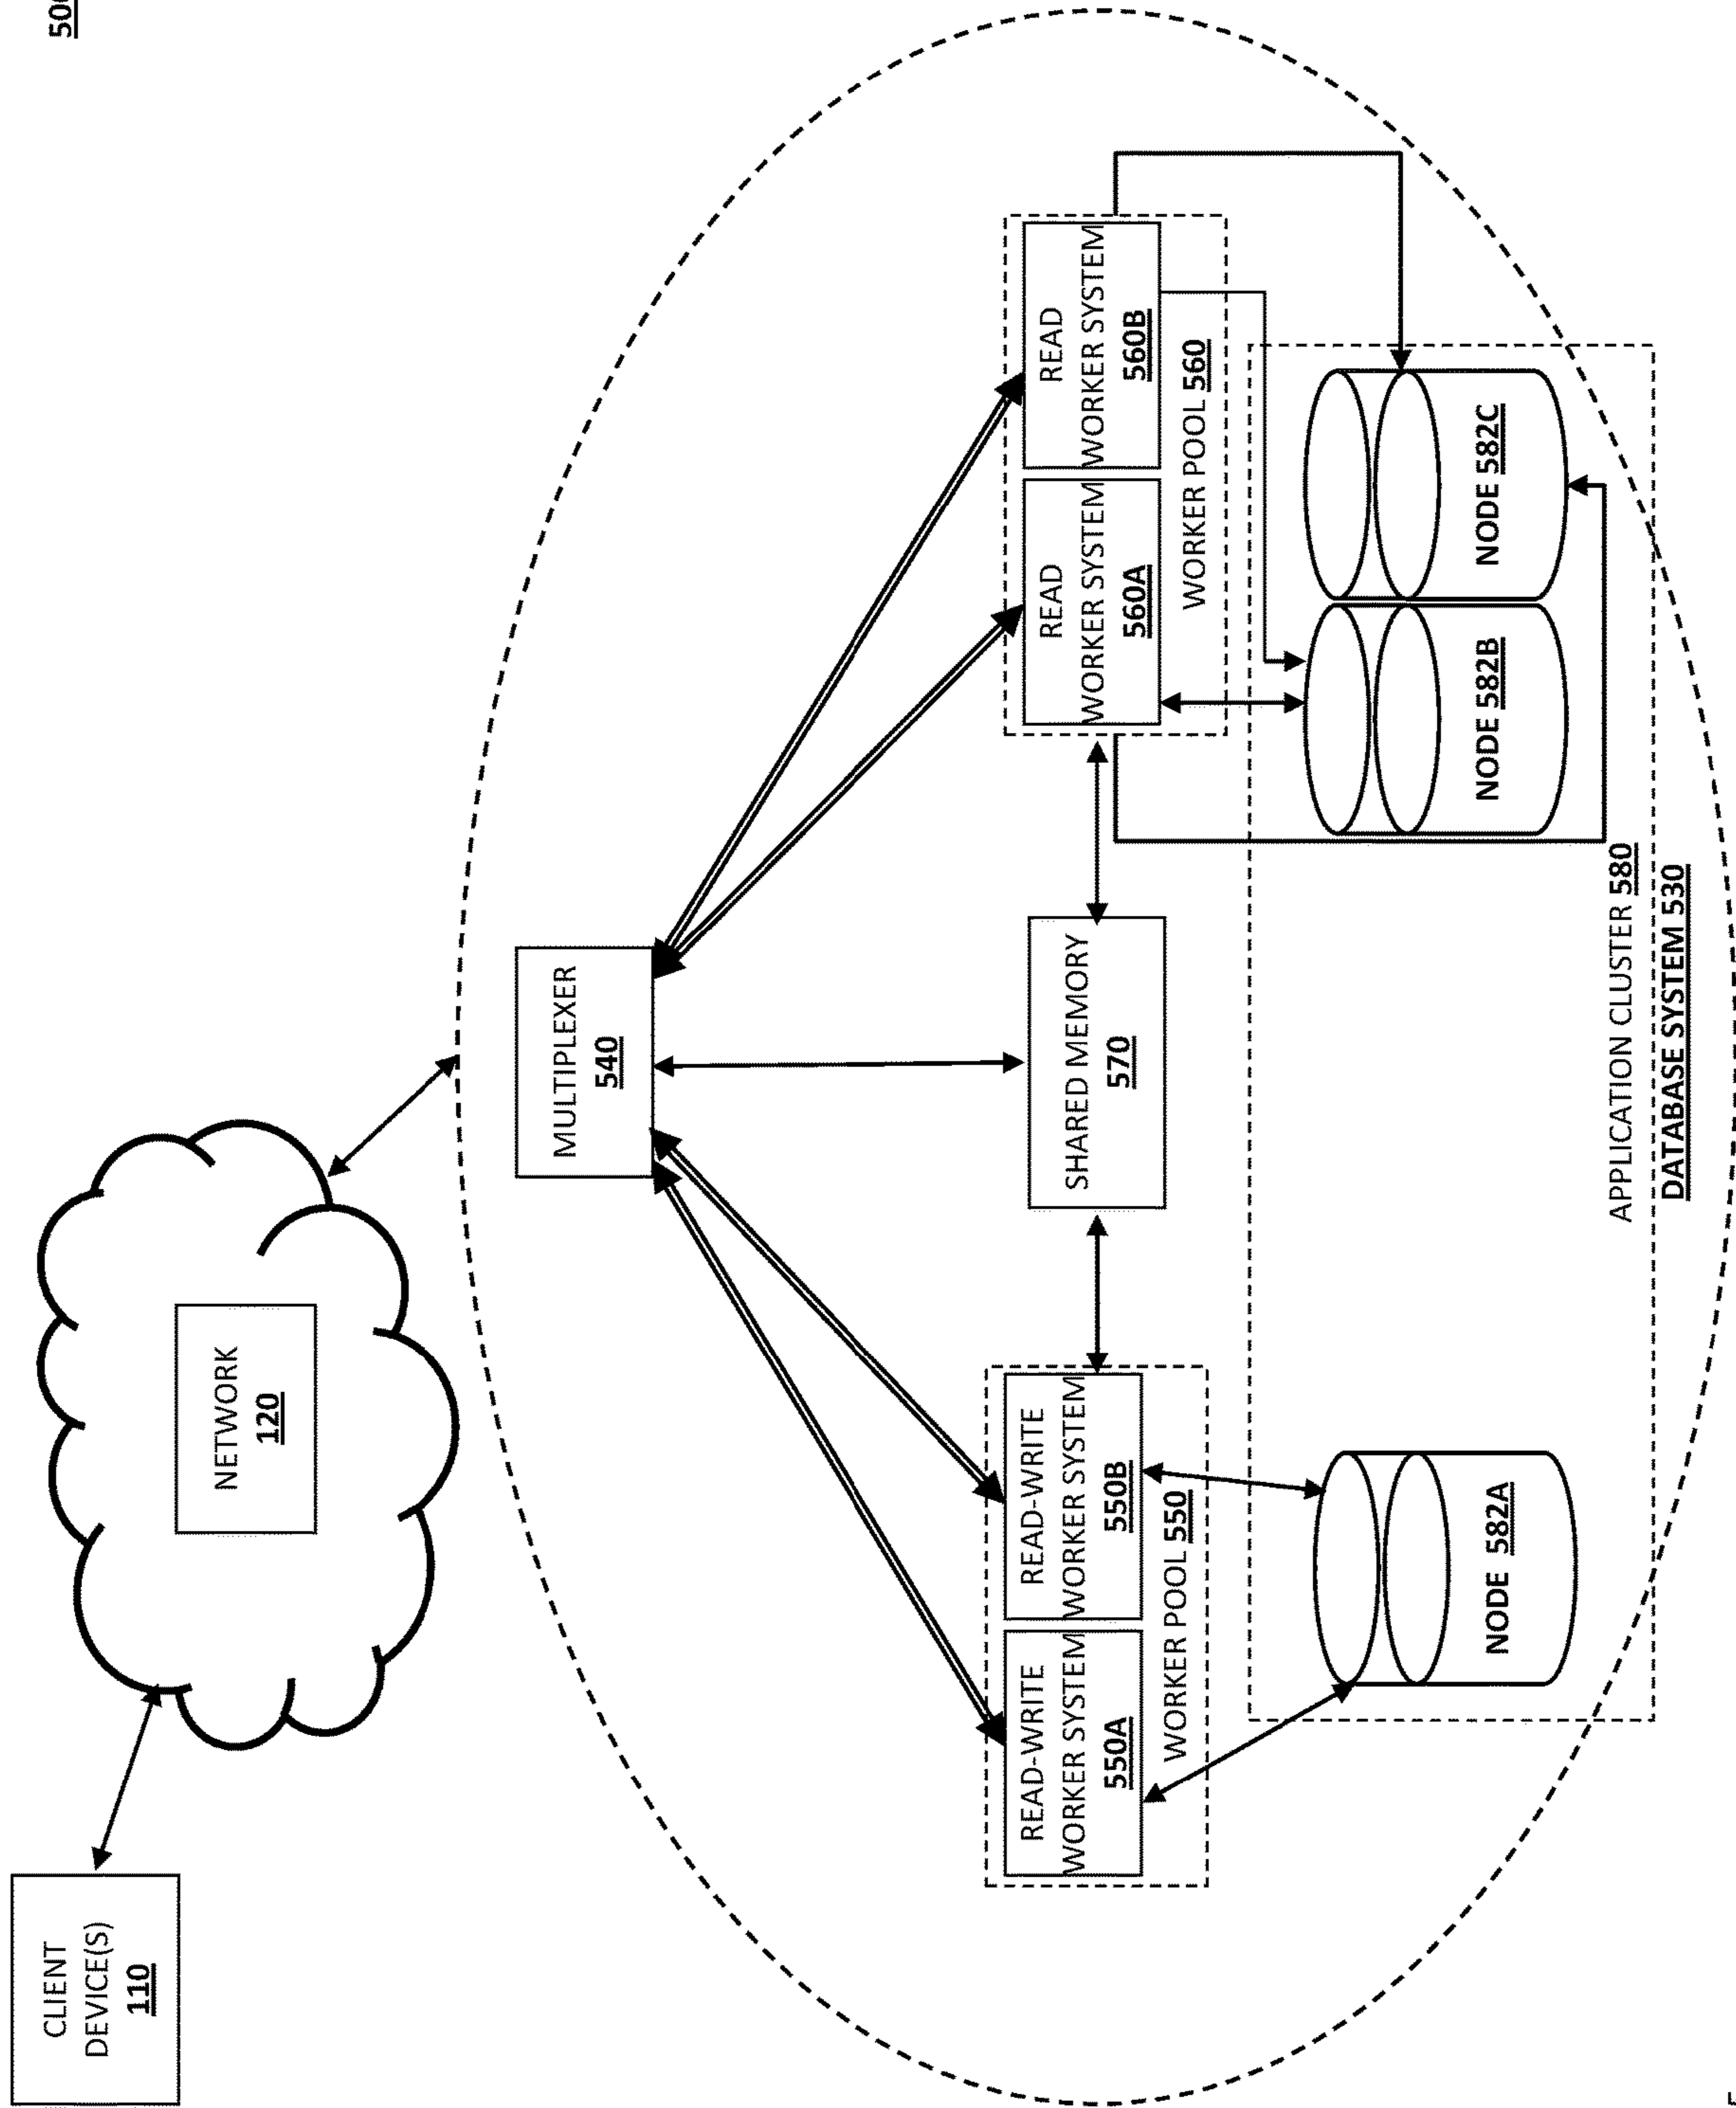 CLIENT
DEVICE(S)
110
NETWORK
120
MULTIPLEXER
540
READ-WRITE
WORKER SYSTEM
550A
READ-WRITE
WORKER SYSTEM
550B
WORKER POOL 550
SHARED MEMORY
570
READ
WORKER SYSTEM
560A
READ
WORKER SYSTEM
560B
WORKER POOL 560
NODE 582A
NODE 582B
NODE 582C
APPLICATION CLUSTER 580
DATABASE SYSTEM 530